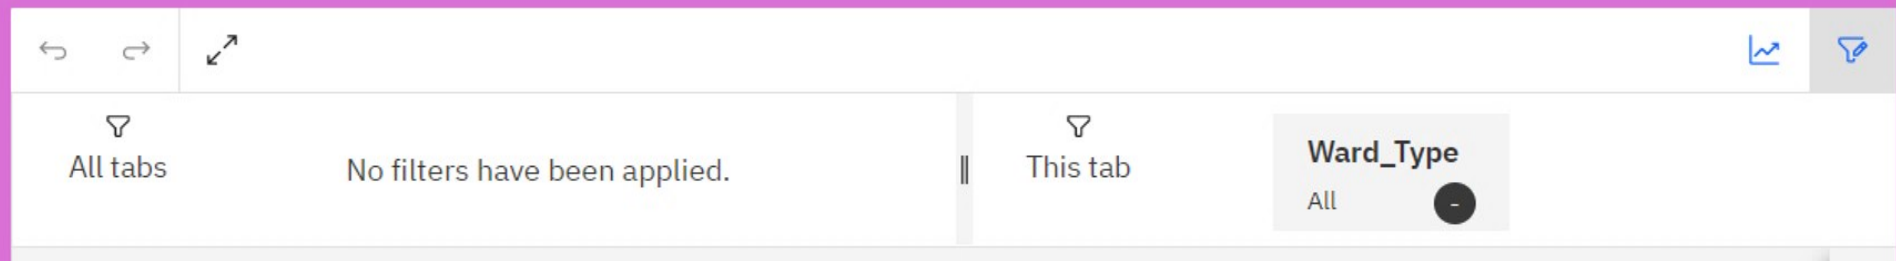 All tabs
No filters have been applied.
This tab
Ward_Type
All
-